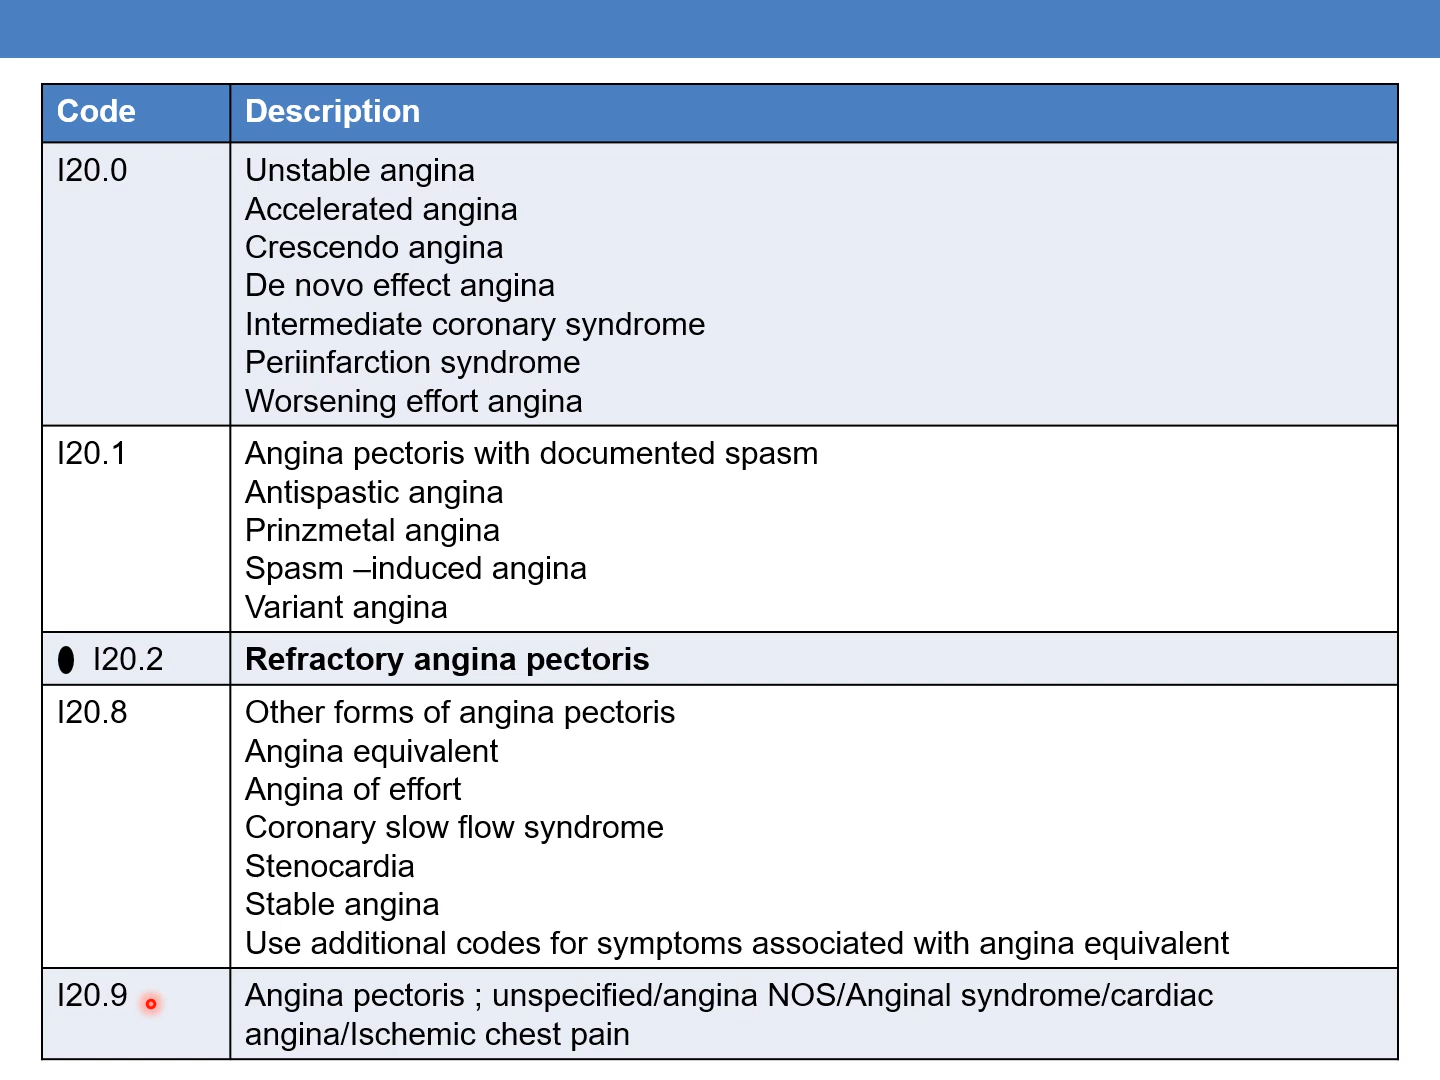 Code Description
I20.0 Unstable angina
Accelerated angina
Crescendo angina
De novo effect angina
Intermediate coronary syndrome
Periinfarction syndrome
Worsening effort angina
I20.1 Angina pectoris with documented spasm
Antispastic angina
Prinzmetal angina
Spasm –induced angina
Variant angina
I20.2 Refractory angina pectoris
I20.8 Other forms of angina pectoris
Angina equivalent
Angina of effort
Coronary slow flow syndrome
Stenocardia
Stable angina
Use additional codes for symptoms associated with angina equivalent
I20.9 Angina pectoris ; unspecified/angina NOS/Anginal syndrome/cardiac
angina/Ischemic chest pain